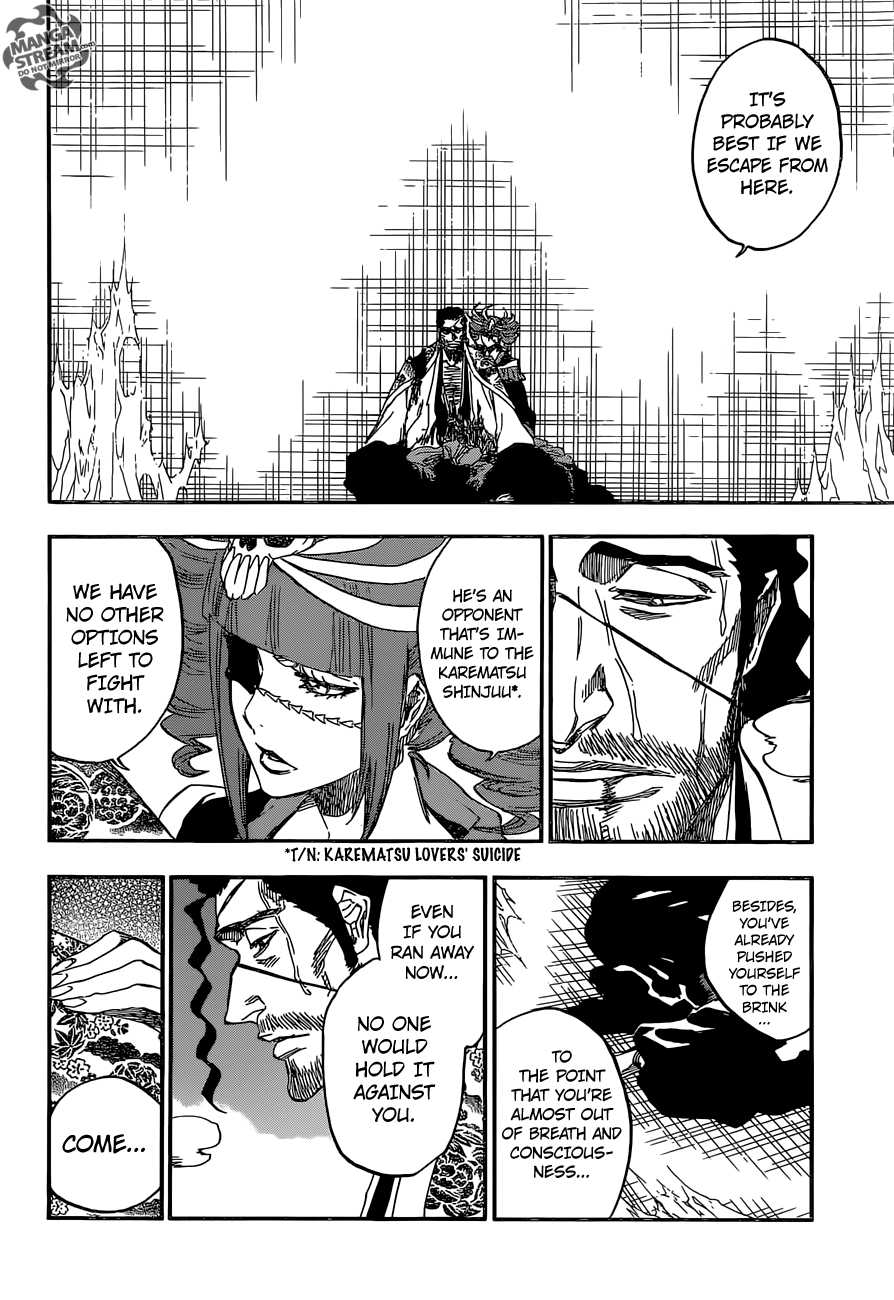 MANGA
STREAM.com
DO NOT MIRROR
IT'S
PROBABLY
BEST IF WE
ESCAPE FROM
HERE.
HE'S AN
OPPONENT
THAT'S IM-
MUNE TO THE
KAREMATSU
SHINJUU*.
WE HAVE
NO OTHER
OPTIONS
LEFT TO
FIGHT
WITH.
*T/N: KAREMATSU LOVERS' SUICIDE
BESIDES,
YOU'VE
ALREADY
PUSHED
YOURSELF
TO THE
BRINK
...
TO
THE POINT
THAT YOU'RE
ALMOST OUT
OF BREATH AND
CONSCIOUS-
NESS...
EVEN
IF YOU
RAN AWAY
NOW...
NO ONE
WOULD
HOLD IT
AGAINST
YOU.
COME...